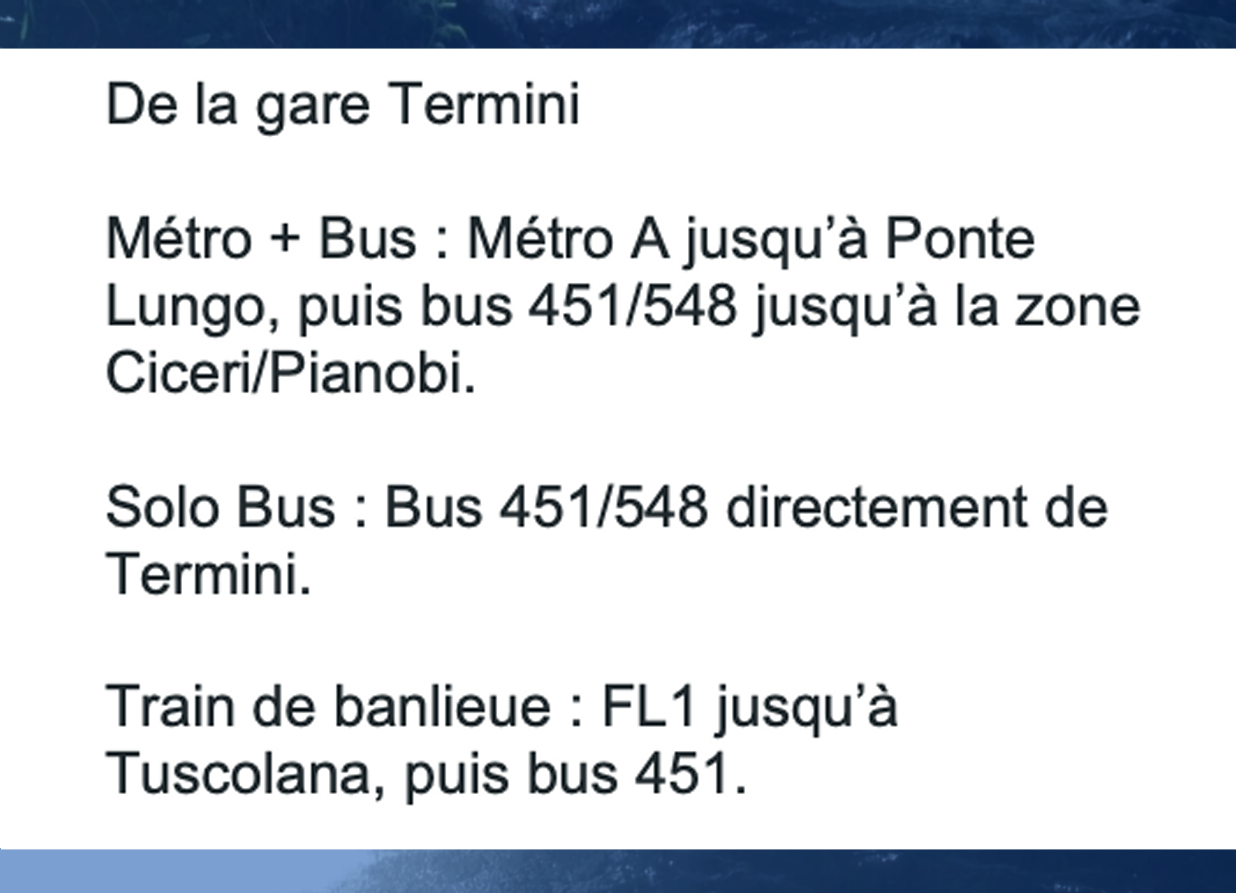 De la gare Termini
Métro + Bus : Métro A jusqu’à Ponte
Lungo, puis bus 451/548 jusqu’à la zone
Ciceri/Pianobi.
Solo Bus : Bus 451/548 directement de
Termini.
Train de banlieue : FL1 jusqu’à
Tuscolana, puis bus 451.